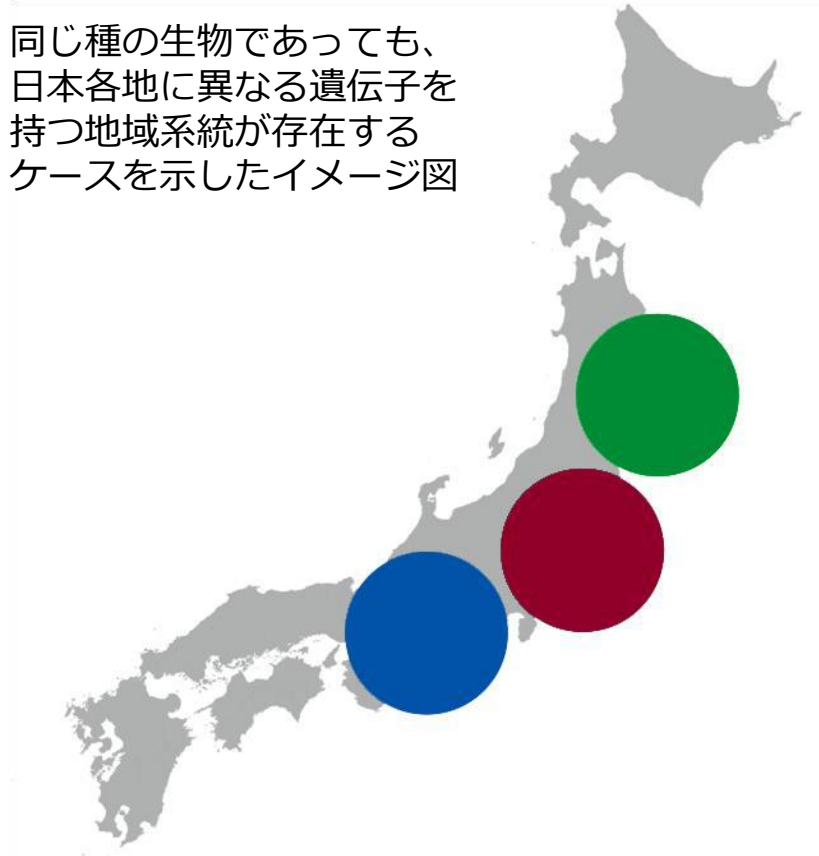 同じ種の生物であっても、
日本各地に異なる遺伝子を
持つ地域系統が存在する
ケースを示したイメージ図